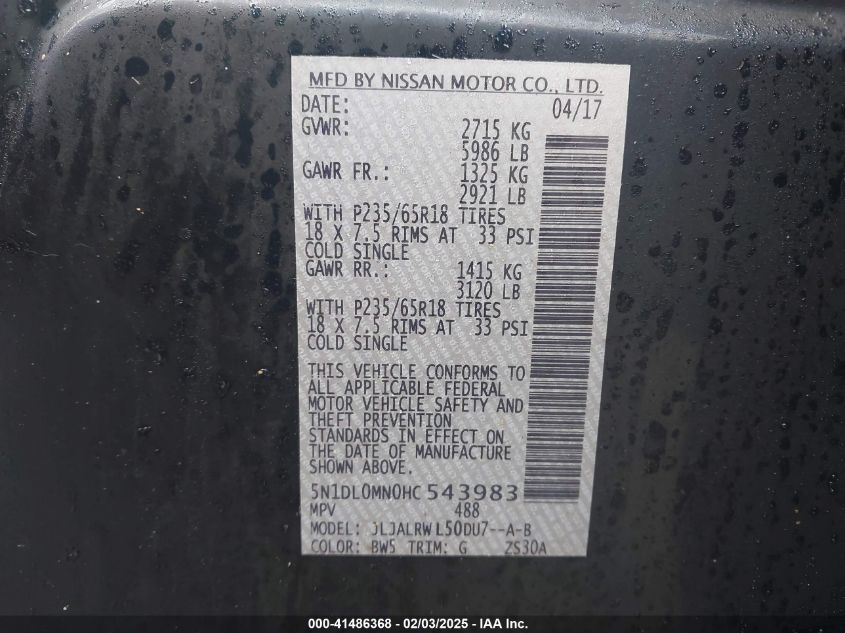 MFD BY NISSAN MOTOR CO., LTD.
DATE: 04/17
GVWR: 2715 KG
5986 LB
GAWR FR.: 1325 KG
2921 LB
WITH P235/65R18 TIRES
18 X 7.5 RIMS AT 33 PSI
COLD SINGLE
GAWR RR.: 1415 KG
3120 LB
WITH P235/65R18 TIRES
18 X 7.5 RIMS AT 33 PSI
COLD SINGLE
THIS VEHICLE CONFORMS TO
ALL APPLICABLE FEDERAL
MOTOR VEHICLE SAFETY AND
THEFT PREVENTION
STANDARDS IN EFFECT ON
THE DATE OF MANUFACTURE
SHOWN ABOVE.
5N1DL0MN0HC 543983
MPV 488
MODEL: JLJALRW L50DU7--A-B
COLOR: BW5 TRIM: G ZS30A
000-41486368 - 02/03/2025 - IAA Inc.